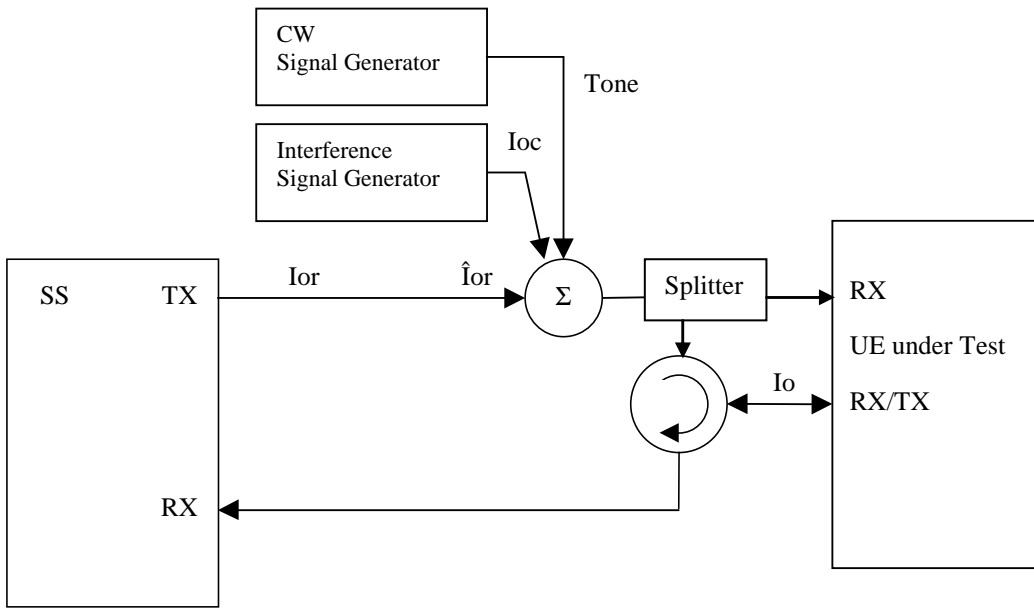 CW
Signal Generator
Tone
Interference
Signal Generator
Ioc
SS
TX
Ior
Îor
Σ
Splitter
RX
UE under Test
Io
RX/TX
RX